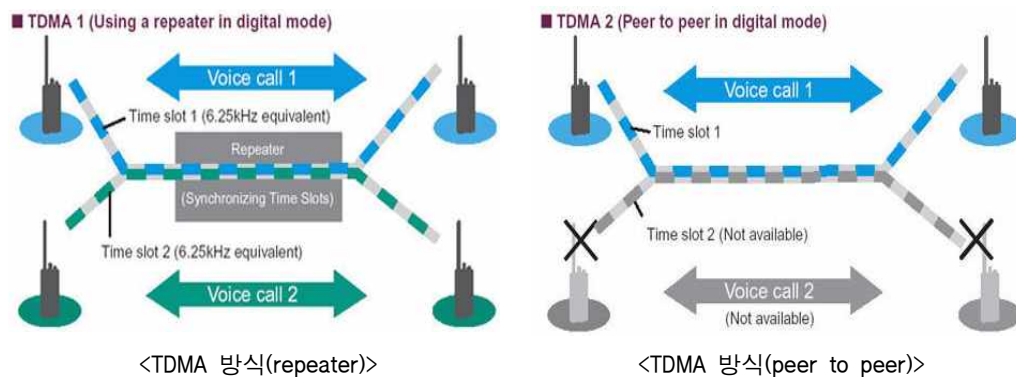 ■ TDMA 1 (Using a repeater in digital mode)
Voice call 1
Time slot 1 (6.25kHz equivalent)
Repeater
(Synchronizing Time Slots)
Time slot 2 (6.25kHz equivalent)
Voice call 2
<TDMA 방식(repeater)>
■ TDMA 2 (Peer to peer in digital mode)
Voice call 1
Time slot 1
Time slot 2 (Not available)
Voice call 2
(Not available)
<TDMA 방식(peer to peer)>